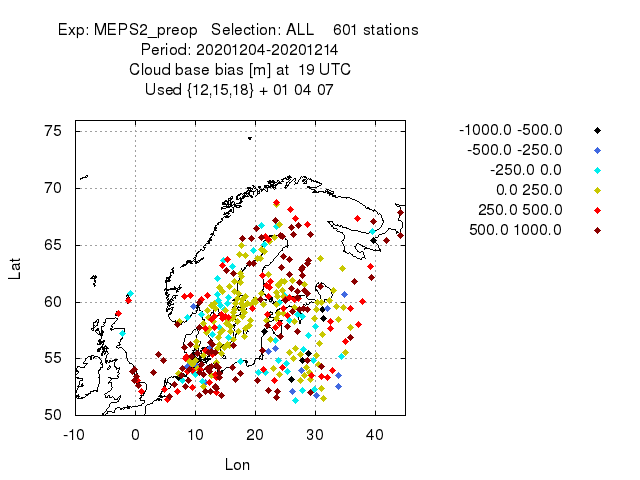 Exp: MEPS2_preop   Selection: ALL    601 stations
Period: 20201204-20201214
Cloud base bias [m] at  19 UTC
Used {12,15,18} + 01 04 07
-1000.0 -500.0
-500.0 -250.0
-250.0 0.0
0.0 250.0
250.0 500.0
500.0 1000.0
75
70
65
60
55
50
Lat
-10 0 10 20 30 40
Lon